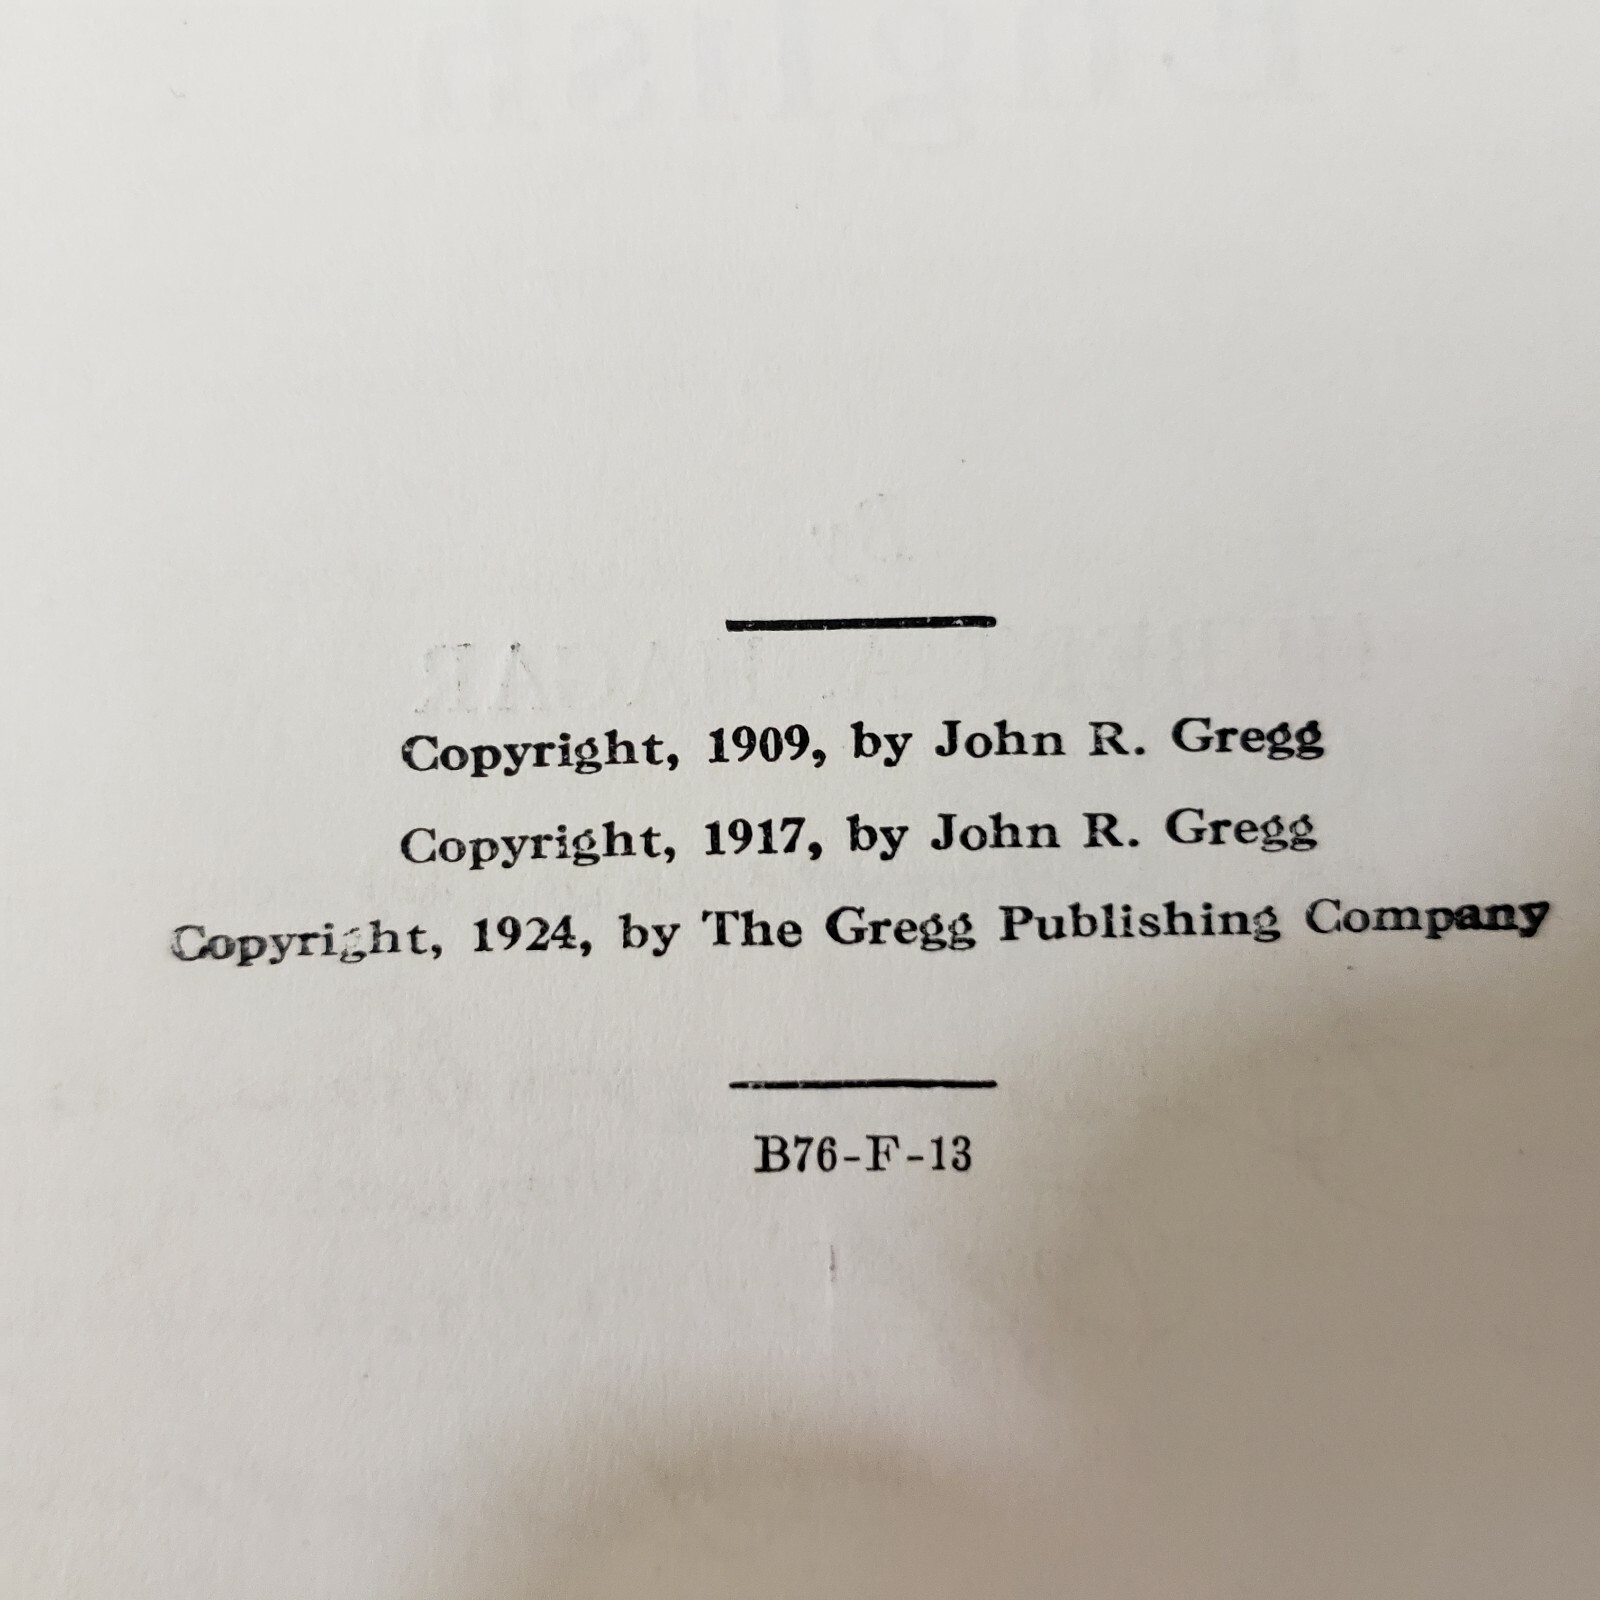 Copyright, 1909, by John R. Gregg
Copyright, 1917, by John R. Gregg
Copyright, 1924, by The Gregg Publishing Company
B76-F-13